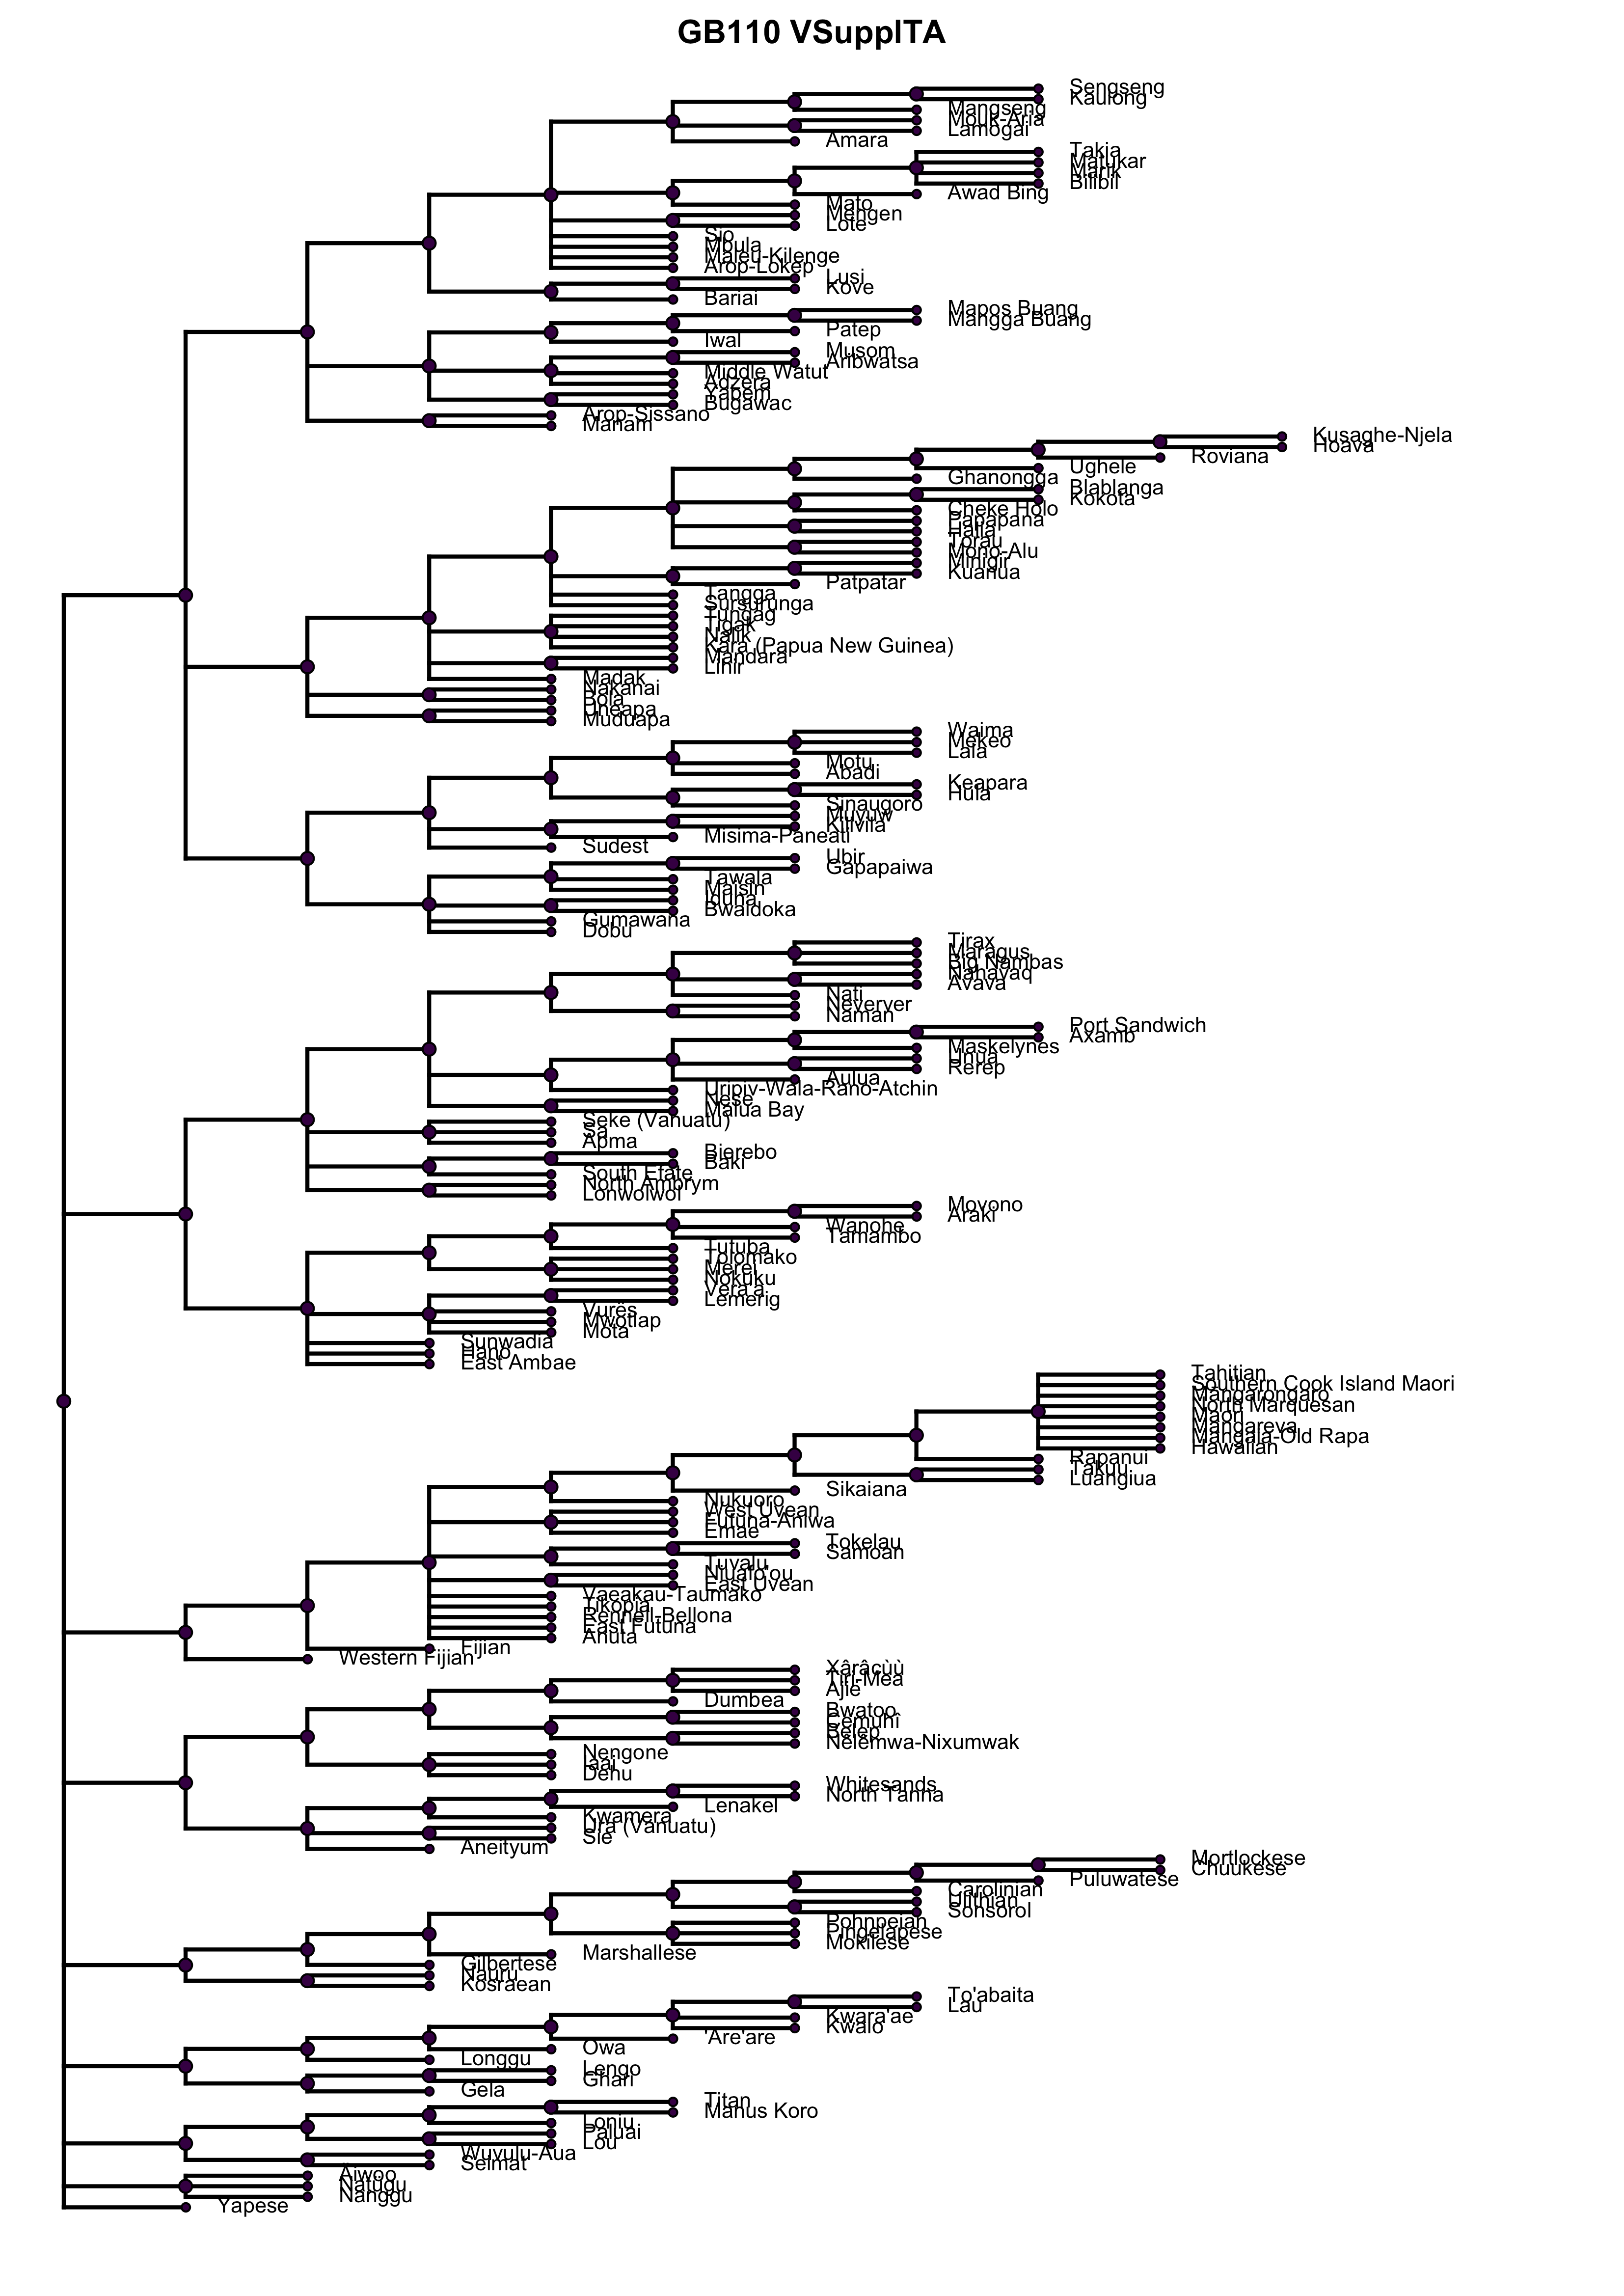 GB110 VSupplTA
Sengseng
Kaulong
Mangseng
Mouk-Aria
Lamogai
Amara
Takia
Matukar
Marik
Bilibil
Awad Bing
Mato
Mengen
Lote
Sio
Mbula
Maleu-Kilenge
Arop-Lokep
Lusi
Kove
Bariai
Mapos Buang
Mangga Buang
Patep
Iwal
Musom
Aribwatsa
Middle Watut
Adzera
Yabem
Bugawac
Arop-Sissano
Manam
Kusaghe-Njela
Hoava
Roviana
Ughele
Ghanongga
Blablanga
Kokota
Cheke Holo
Papapana
Halia
Torau
Mono-Alu
Minigir
Kuanua
Patpatar
Tangga
Sursurunga
Tungag
Tigak
Nalik
Kara (Papua New Guinea)
Mandara
Lihir
Madak
Nakanai
Bola
Uneapa
Muduapa
Waima
Mekeo
Lala
Motu
Abadi
Keapara
Hula
Sinaugoro
Muyuw
Kilivila
Misima-Paneati
Sudest
Ubir
Gapapaiwa
Tawala
Maisin
Iduna
Bwaidoka
Gumawana
Dobu
Tirax
Maragus
Big Nambas
Nahavaq
Avava
Nati
Neverver
Naman
Port Sandwich
Axamb
Maskelynes
Unua
Rerep
Aulua
Uripiv-Wala-Rano-Atchin
Nese
Malua Bay
Seke (Vanuatu)
Sa
Apma
Bierebo
Baki
South Efate
North Ambrym
Lonwolwol
Movono
Araki
Wanohe
Tamambo
Tutuba
Tolomako
Merei
Nokuku
Vera'a
Lemerig
Vurës
Mwotlap
Mota
Sunwadia
Hano
East Ambae
Tahitian
Southern Cook Island Maori
Mangarongaro
North Marquesan
Maori
Mangareva
Mangaia-Old Rapa
Hawaiian
Rapanui
Takuu
Luangiua
Sikaiana
Nukuoro
West Uvean
Futuna-Aniwa
Emae
Tokelau
Samoan
Tuvalu
Niuafo'ou
East Uvean
Vaeakau-Taumako
Tikopia
Rennell-Bellona
East Futuna
Anuta
Fijian
Western Fijian
Xârâcùù
Tiri-Mea
Ajië
Dumbea
Bwatoo
Cemuhî
Belep
Nelemwa-Nixumwak
Nengone
Iaai
Dehu
Whitesands
North Tanna
Lenakel
Kwamera
Ura (Vanuatu)
Sie
Aneityum
Mortlockese
Chuukese
Puluwatese
Carolinian
Ulithian
Sonsorol
Pohnpeian
Pingelapese
Mokilese
Marshallese
Gilbertese
Nauru
Kosraean
To'abaita
Lau
Kwara'ae
Kwaio
'Are'are
Owa
Longgu
Lengo
Ghari
Gela
Titan
Manus Koro
Loniu
Paluai
Lou
Wuvulu-Aua
Seimat
Äiwoo
Natügu
Nanggu
Yapese